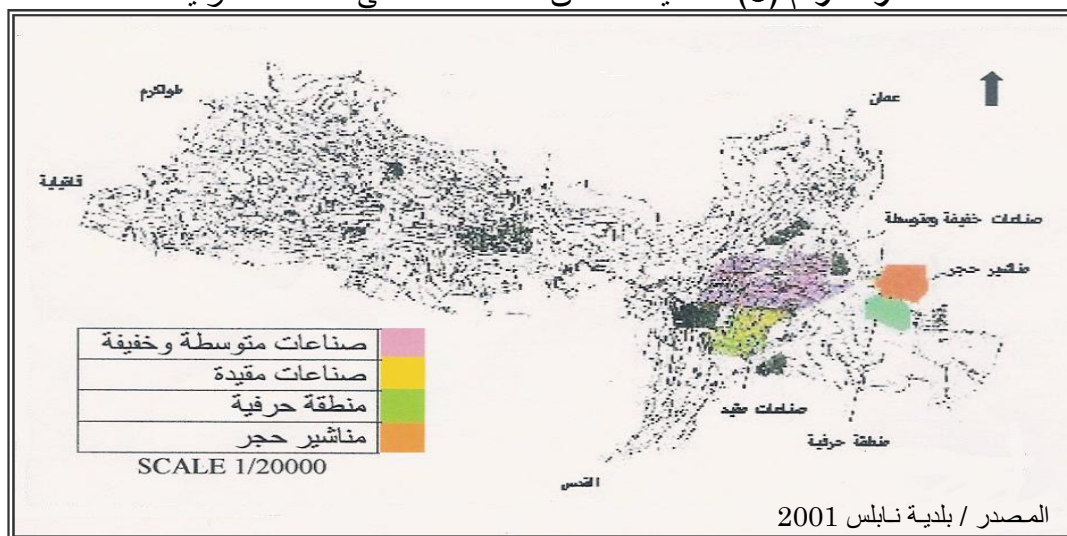 طولكرم
عمان
قلقيلية
صناعات خفيفة ومتوسطة
مناشير حجر
صناعات متوسطة وخفيفة
صناعات مقيدة
منطقة حرفية
مناشير حجر
SCALE 1/20000
صناعات مقيد
منطقة حرفية
القدس
المصدر / بلدية نابلس 2001